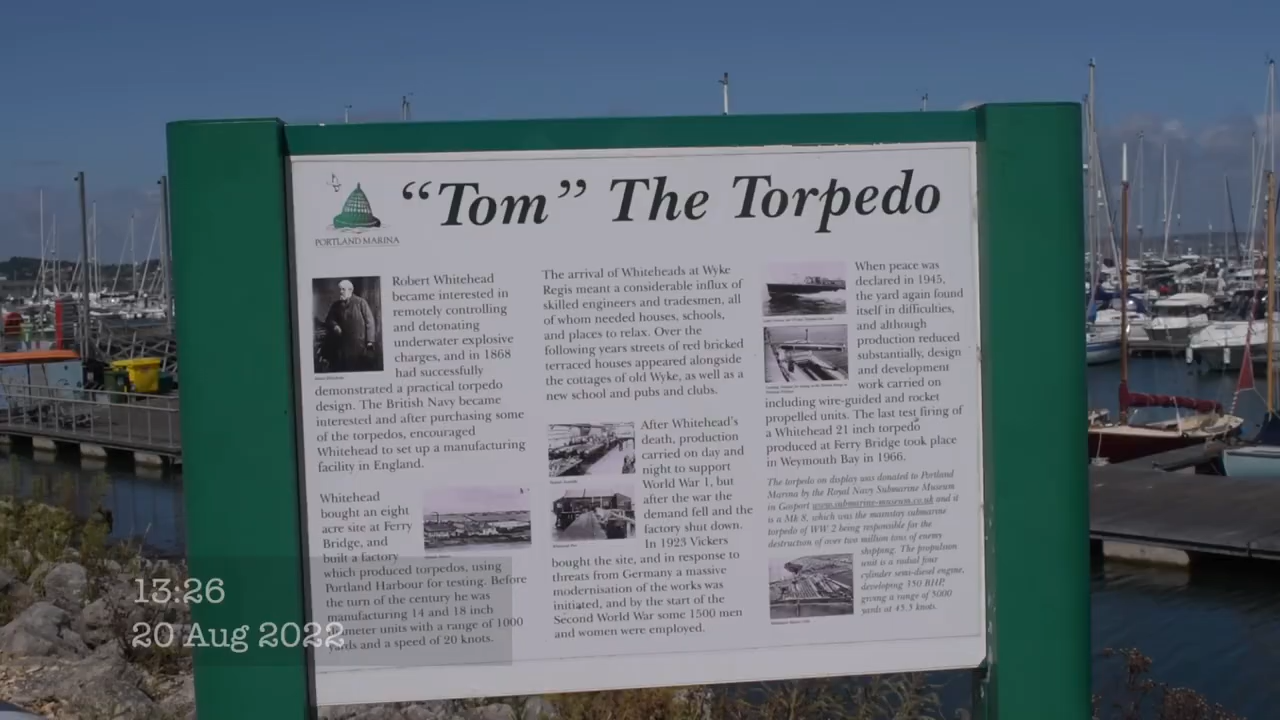 "Tom" The Torpedo
PORTLAND MARINA
Robert Whitehead
became interested in
remotely controlling
and detonating
underwater explosive
charges, and in 1868
had successfully
demonstrated a practical torpedo
design. The British Navy became
interested and after purchasing some
of the torpedos, encouraged
Whitehead to set up a manufacturing
facility in England.
Whitehead
bought an eight
acre site at Ferry
Bridge, and
built a factory
which produced torpedos, using
Portland Harbour for testing. Before
the turn of the century he was
manufacturing 14 and 18 inch
diameter units with a range of 1000
yards and a speed of 20 knots.
The arrival of Whiteheads at Wyke
Regis meant a considerable influx of
skilled engineers and tradesmen, all
of whom needed houses, schools,
and places to relax. Over the
following years streets of red bricked
terraced houses appeared alongside
the cottages of old Wyke, as well as a
new school and pubs and clubs.
After Whitehead's
death, production
carried on day and
night to support
World War 1, but
after the war the
demand fell and the
factory shut down.
In 1923 Vickers
bought the site, and in response to
threats from Germany a massive
modernisation of the works was
initiated, and by the start of the
Second World War some 1500 men
and women were employed.
When peace was
declared in 1945,
the yard again found
itself in difficulties,
and although
production reduced
substantially, design
and development
work carried on
including wire-guided and rocket
propelled units. The last test firing of
a Whitehead 21 inch torpedo
produced at Ferry Bridge took place
in Weymouth Bay in 1966.
The torpedo on display was donated to Portland
Marina by the Royal Navy Submarine Museum
in Gosport www.submarine-museum.co.uk and it
is a Mk 8, which was the mainstay submarine
torpedo of WW 2 being responsible for the
destruction of over two million tons of enemy
shipping. The propulsion
unit is a radial four
cylinder semi-diesel engine,
developing 350 BHP,
giving a range of 5000
yards at 45.5 knots.
13:26
20 Aug 2022